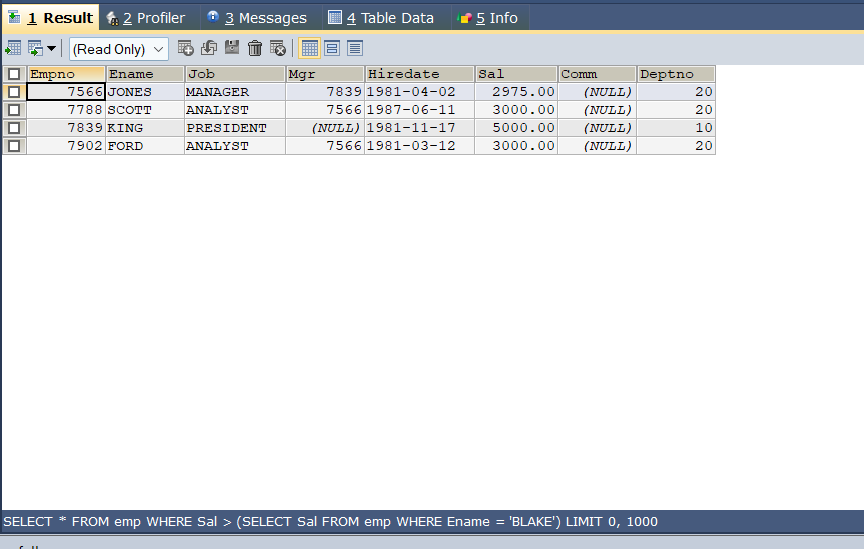 1 Result 2 Profiler 3 Messages 4 Table Data 5 Info
(Read Only)
Empno Ename Job Mgr Hiredate Sal Comm Deptno
7566 JONES MANAGER 7839 1981-04-02 2975.00 (NULL) 20
7788 SCOTT ANALYST 7566 1987-06-11 3000.00 (NULL) 20
7839 KING PRESIDENT (NULL) 1981-11-17 5000.00 (NULL) 10
7902 FORD ANALYST 7566 1981-03-12 3000.00 (NULL) 20
SELECT * FROM emp WHERE Sal > (SELECT Sal FROM emp WHERE Ename = 'BLAKE') LIMIT 0, 1000